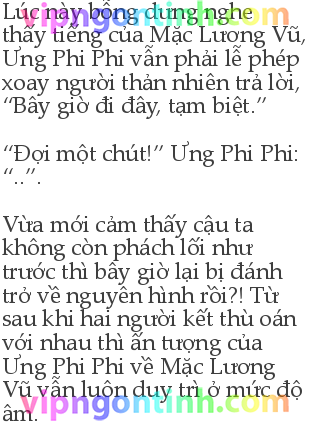 Lúc này bỗng dưng nghe
thấy tiếng của Mặc Lương Vũ,
Ưng Phi Phi vẫn phải lễ phép
xoay người thản nhiên trả lời,
“Bây giờ đi đây, tạm biệt.”
“Đợi một chút!” Ưng Phi Phi:
“..”.
Vừa mới cảm thấy cậu ta
không còn phách lối như
trước thì bây giờ lại bị đánh
trở về nguyên hình rồi?! Từ
sau khi hai người kết thù oán
với nhau thì ấn tượng của
Ưng Phi Phi về Mặc Lương
Vũ vẫn luôn duy trì ở mức độ
âm.
vipngontinh.com
vipngontinh.com